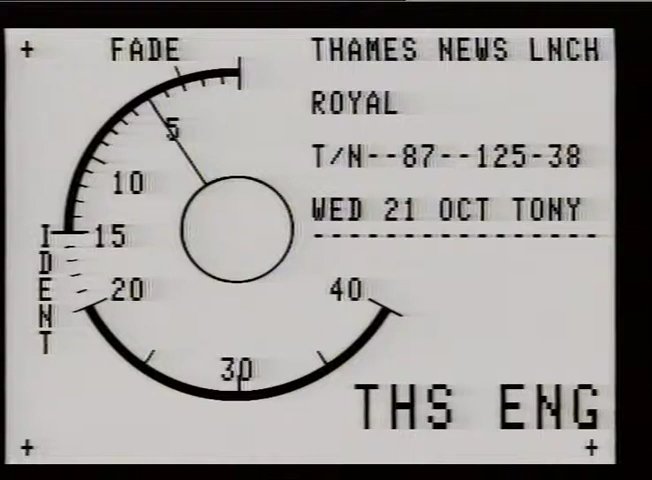 FADE
THAMES NEWS LNCH
ROYAL
5
T/N--87--125-38
10
WED 21 OCT TONY
----------------
IDENT
15
20
40
30
THS ENG